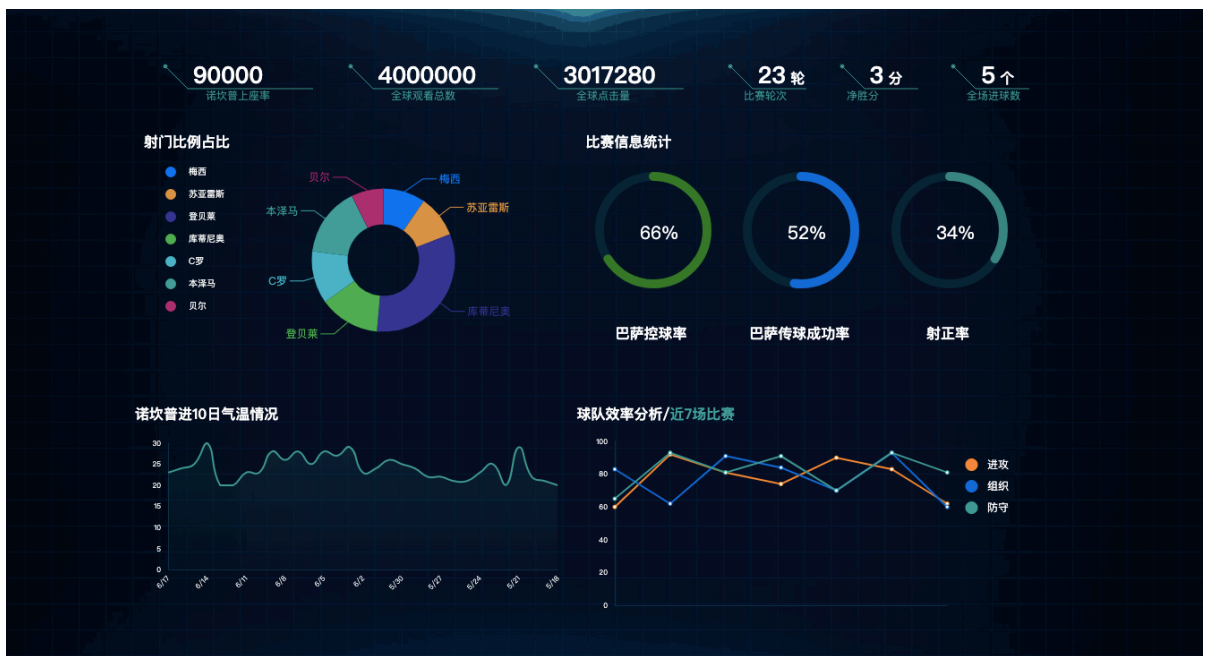 90000
诺坎普上座率
4000000
全球观看总数
3017280
全球点击量
23 轮
比赛轮次
3 分
净胜分
5 个
全场进球数
射门比例占比
梅西
苏亚雷斯
登贝莱
库蒂尼奥
C罗
本泽马
贝尔
贝尔
梅西
苏亚雷斯
本泽马
C罗
库蒂尼奥
登贝莱
比赛信息统计
66%
52%
34%
巴萨控球率
巴萨传球成功率
射正率
诺坎普进10日气温情况
30
25
20
15
10
5
0
6/17
6/14
6/11
6/8
6/5
6/2
5/30
5/27
5/24
5/21
5/18
球队效率分析/近7场比赛
100
80
60
40
20
0
进攻
组织
防守